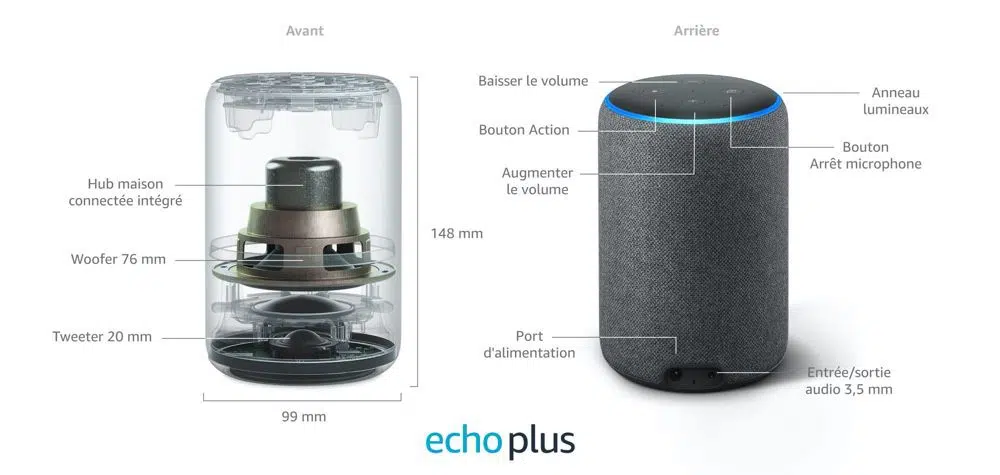 Avant
Arrière
Baisser le volume
Anneau
lumineaux
Bouton Action
Bouton
Arrêt microphone
Augmenter
le volume
Hub maison
connectée intégré
148 mm
Woofer 76 mm
Tweeter 20 mm
Port
d'alimentation
Entrée/sortie
audio 3,5 mm
99 mm
echo plus